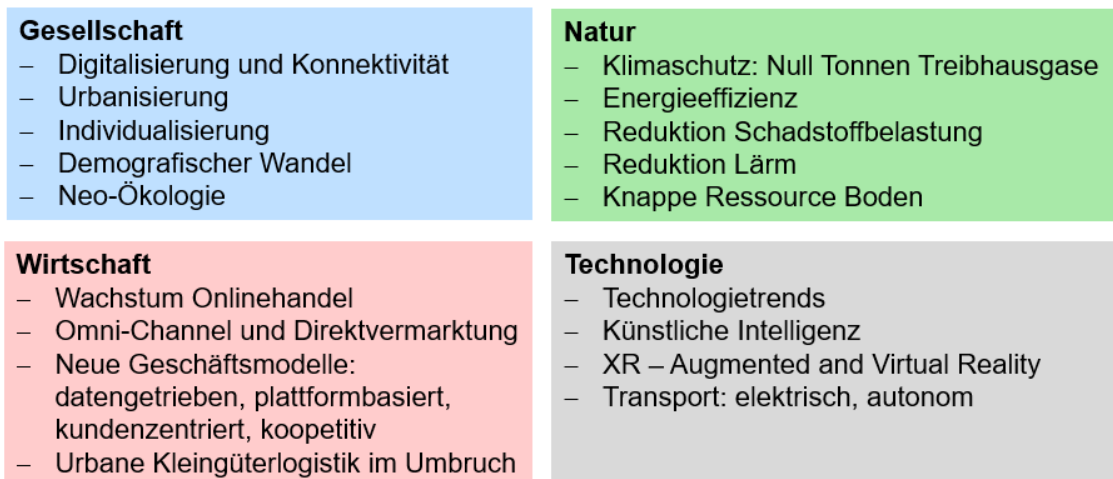 Gesellschaft
– Digitalisierung und Konnektivität
– Urbanisierung
– Individualisierung
– Demografischer Wandel
– Neo-Ökologie
Natur
– Klimaschutz: Null Tonnen Treibhausgase
– Energieeffizienz
– Reduktion Schadstoffbelastung
– Reduktion Lärm
– Knappe Ressource Boden
Wirtschaft
– Wachstum Onlinehandel
– Omni-Channel und Direktvermarktung
– Neue Geschäftsmodelle:
datengetrieben, plattformbasiert,
kundenzentriert, koopetitiv
– Urbane Kleingüterlogistik im Umbruch
Technologie
– Technologietrends
– Künstliche Intelligenz
– XR – Augmented and Virtual Reality
– Transport: elektrisch, autonom